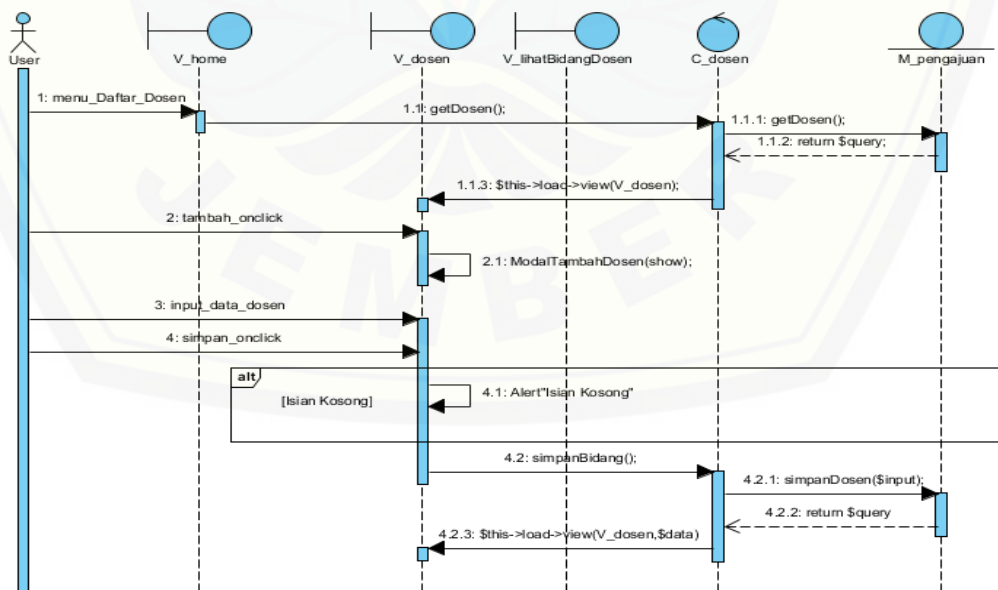 User
V_home
V_dosen
V_lihatBidangDosen
C_dosen
M_pengajuan
1: menu_Daftar_Dosen
1.1: getDosen();
1.1.1: getDosen();
1.1.2: return $query;
1.1.3: $this->load->view(V_dosen);
2: tambah_onclick
2.1: ModalTambahDosen(show);
3: input_data_dosen
4: simpan_onclick
alt
[Isian Kosong]
4.1: Alert"Isian Kosong"
4.2: simpanBidang();
4.2.1: simpanDosen($input);
4.2.2: return $query
4.2.3: $this->load->view(V_dosen,$data)
JEMBER